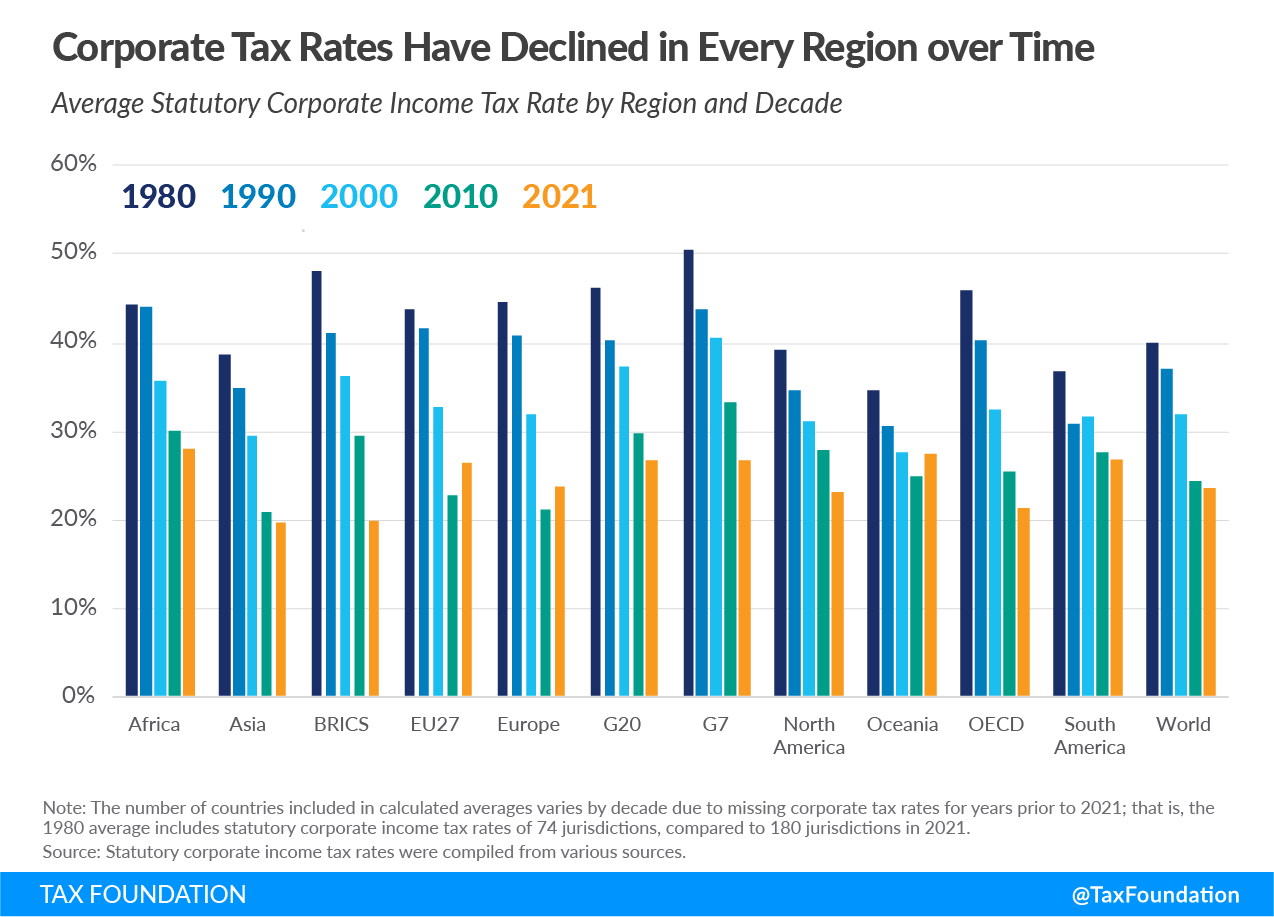 Corporate Tax Rates Have Declined in Every Region over Time
Average Statutory Corporate Income Tax Rate by Region and Decade
60%
1980 1990 2000 2010 2021
50%
40%
30%
20%
10%
0%
Africa Asia BRICS EU27 Europe G20 G7 North America Oceania OECD South America World
Note: The number of countries included in calculated averages varies by decade due to missing corporate tax rates for years prior to 2021; that is, the
1980 average includes statutory corporate income tax rates of 74 jurisdictions, compared to 180 jurisdictions in 2021.
Source: Statutory corporate income tax rates were compiled from various sources.
TAX FOUNDATION @TaxFoundation